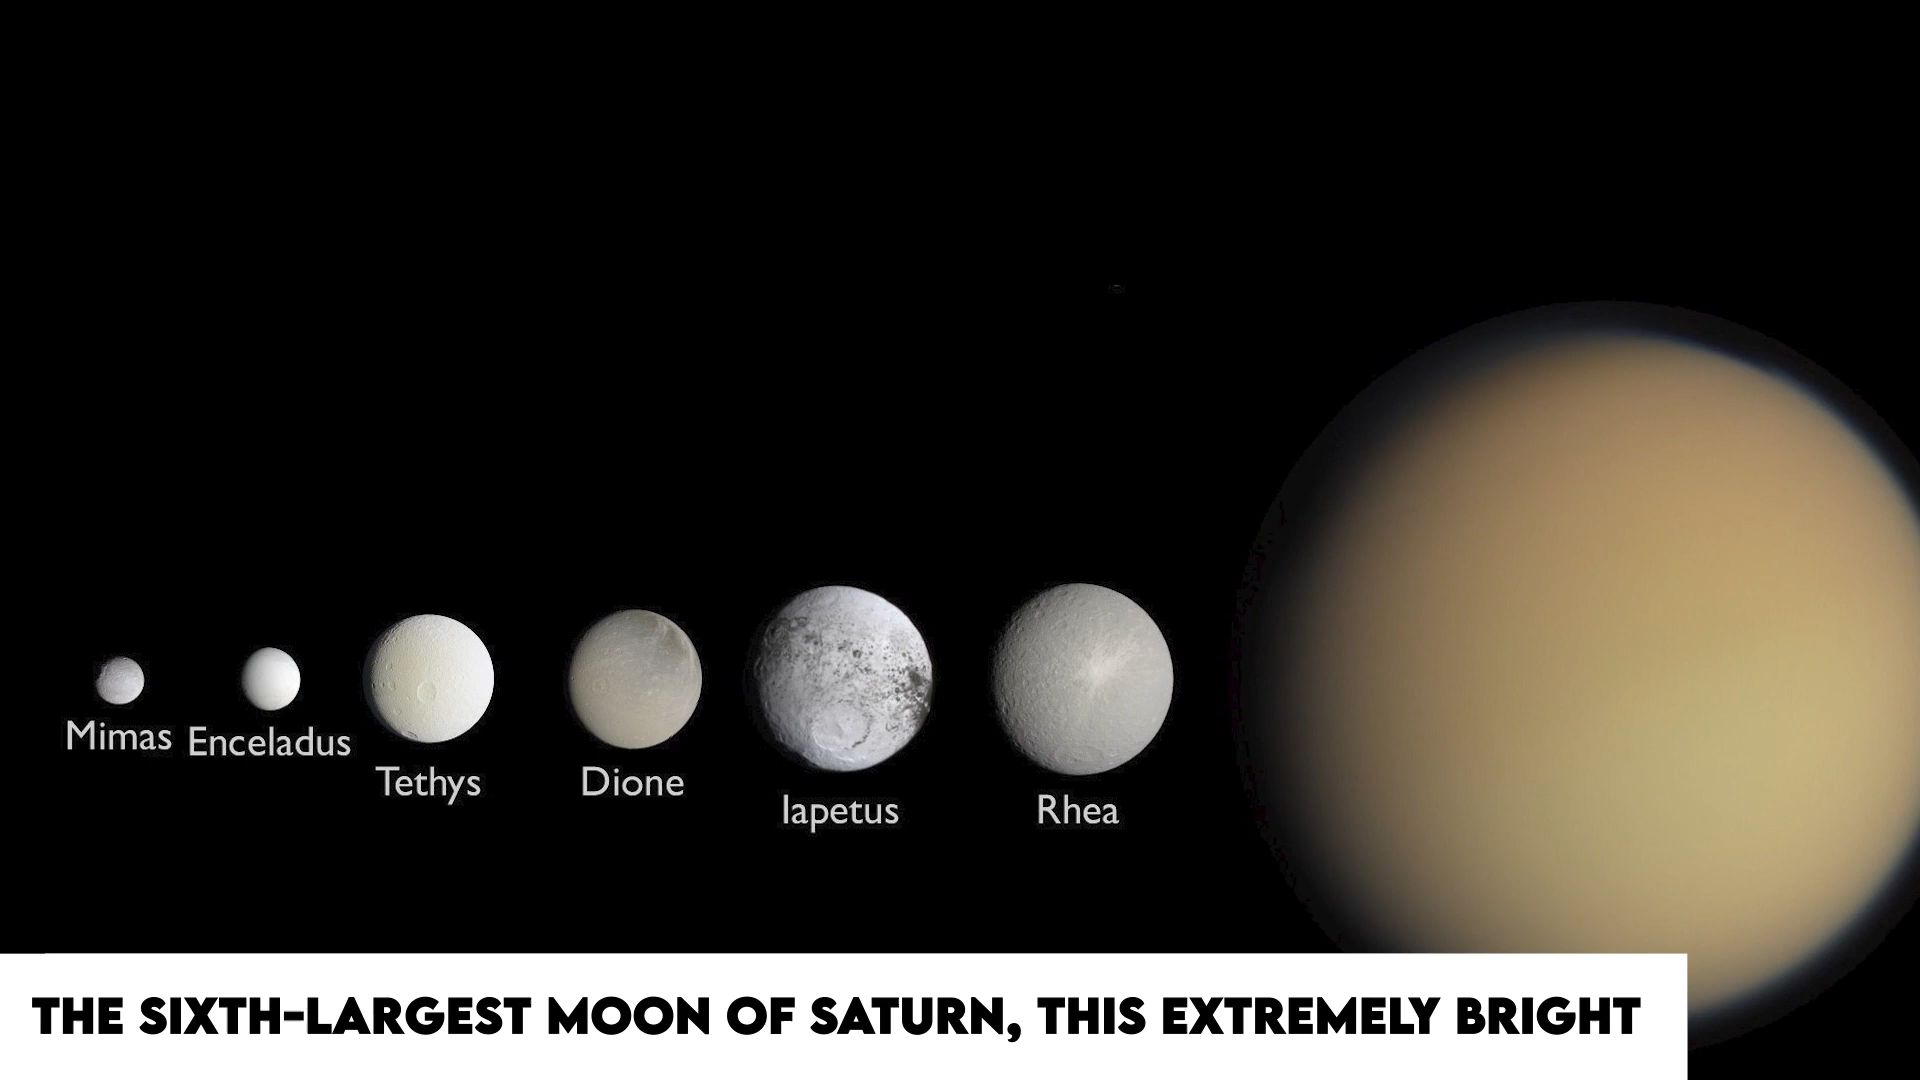 Mimas
Enceladus
Tethys
Dione
Iapetus
Rhea
THE SIXTH-LARGEST MOON OF SATURN, THIS EXTREMELY BRIGHT